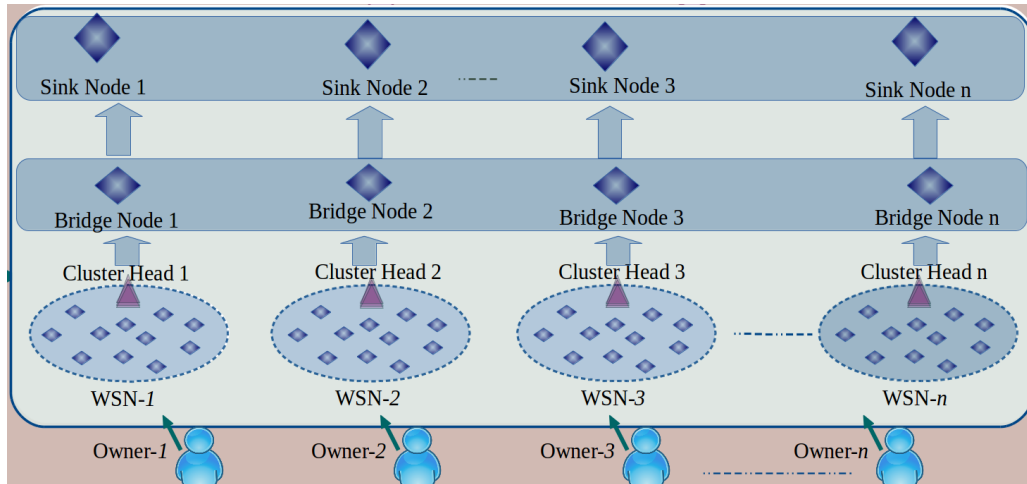 Sink Node 1
Sink Node 2
Sink Node 3
Sink Node n
Bridge Node 1
Bridge Node 2
Bridge Node 3
Bridge Node n
Cluster Head 1
Cluster Head 2
Cluster Head 3
Cluster Head n
WSN-1
WSN-2
WSN-3
WSN-n
Owner-1
Owner-2
Owner-3
Owner-n